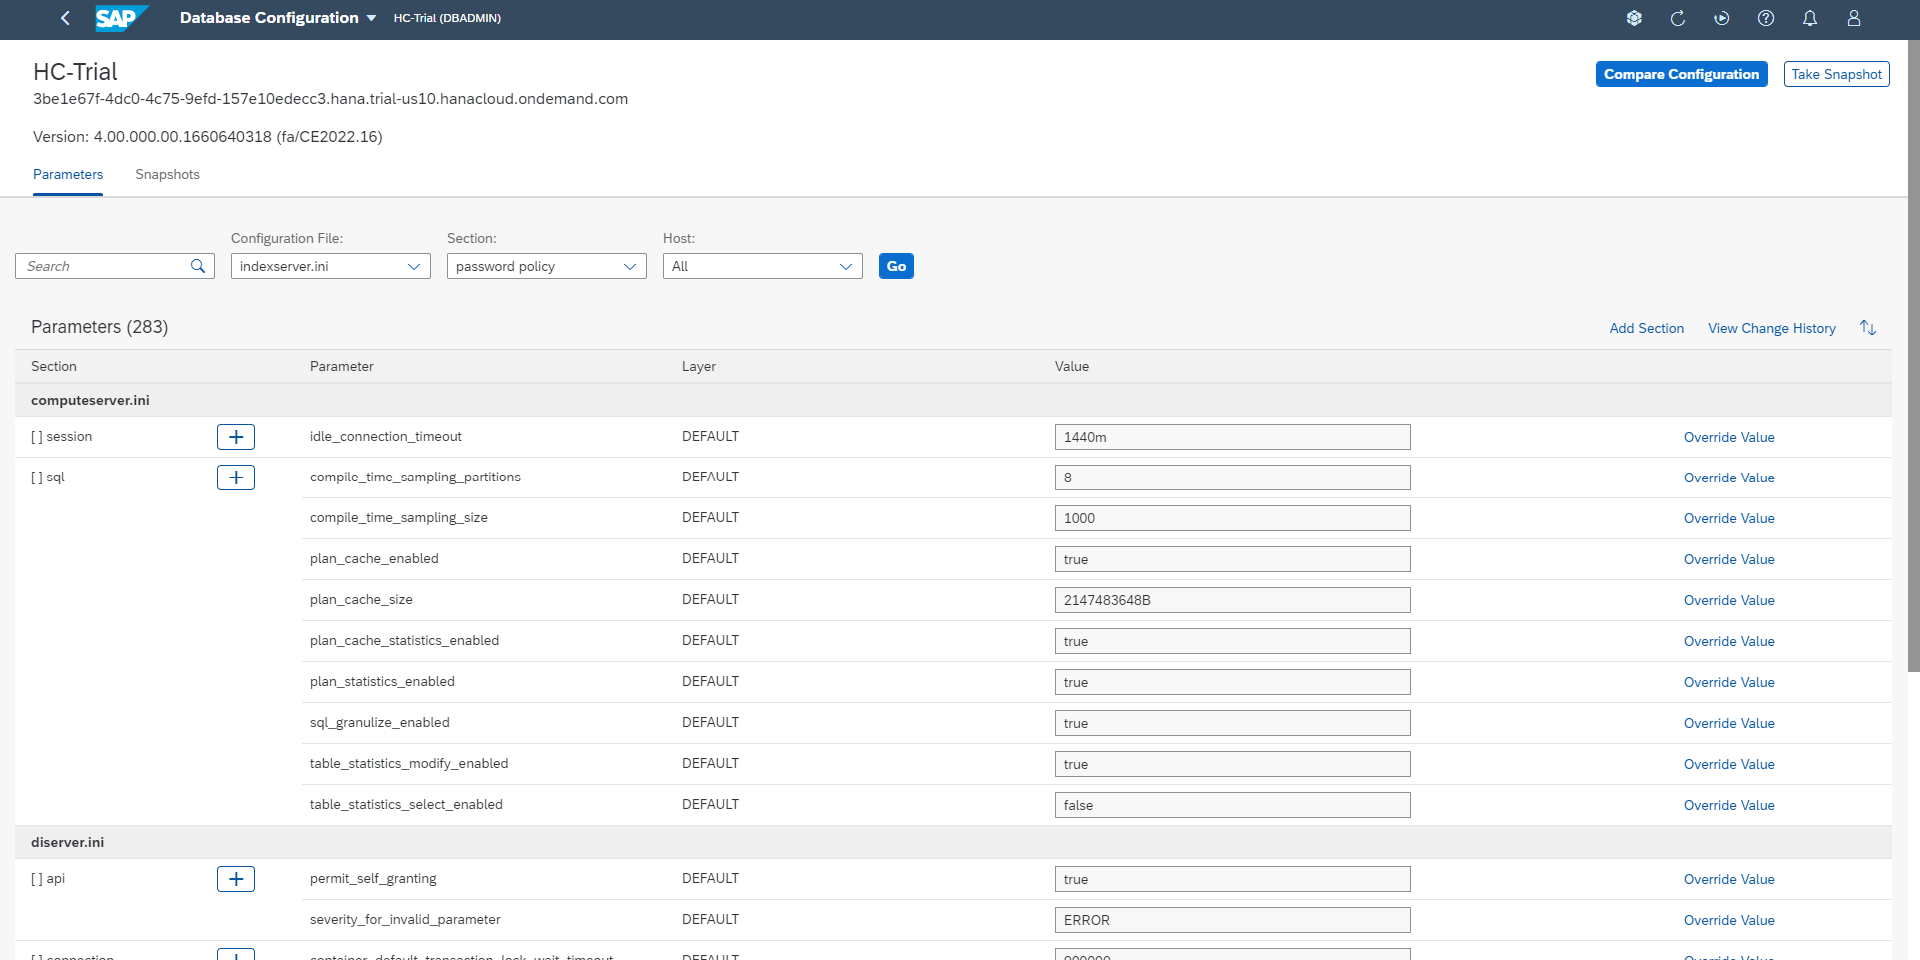 SAP Database Configuration HC-Trial (DBADMIN)
HC-Trial
Compare Configuration Take Snapshot
3be1e67f-4dc0-4c75-9efd-157e10edecc3.hana.trial-us10.hanacloud.ondemand.com
Version: 4.00.000.00.1660640318 (fa/CE2022.16)
Parameters Snapshots
Configuration File: Section: Host:
Search indexserver.ini password policy All Go
Parameters (283) Add Section View Change History
Section Parameter Layer Value
computeserver.ini
[ ] session + idle_connection_timeout DEFAULT 1440m Override Value
[ ] sql + compile_time_sampling_partitions DEFAULT 8 Override Value
compile_time_sampling_size DEFAULT 1000 Override Value
plan_cache_enabled DEFAULT true Override Value
plan_cache_size DEFAULT 2147483648B Override Value
plan_cache_statistics_enabled DEFAULT true Override Value
plan_statistics_enabled DEFAULT true Override Value
sql_granulize_enabled DEFAULT true Override Value
table_statistics_modify_enabled DEFAULT true Override Value
table_statistics_select_enabled DEFAULT false Override Value
diserver.ini
[ ] api + permit_self_granting DEFAULT true Override Value
severity_for_invalid_parameter DEFAULT ERROR Override Value
[ ] connection + container_default_transaction_lock_wait_timeout DEFAULT Override Value